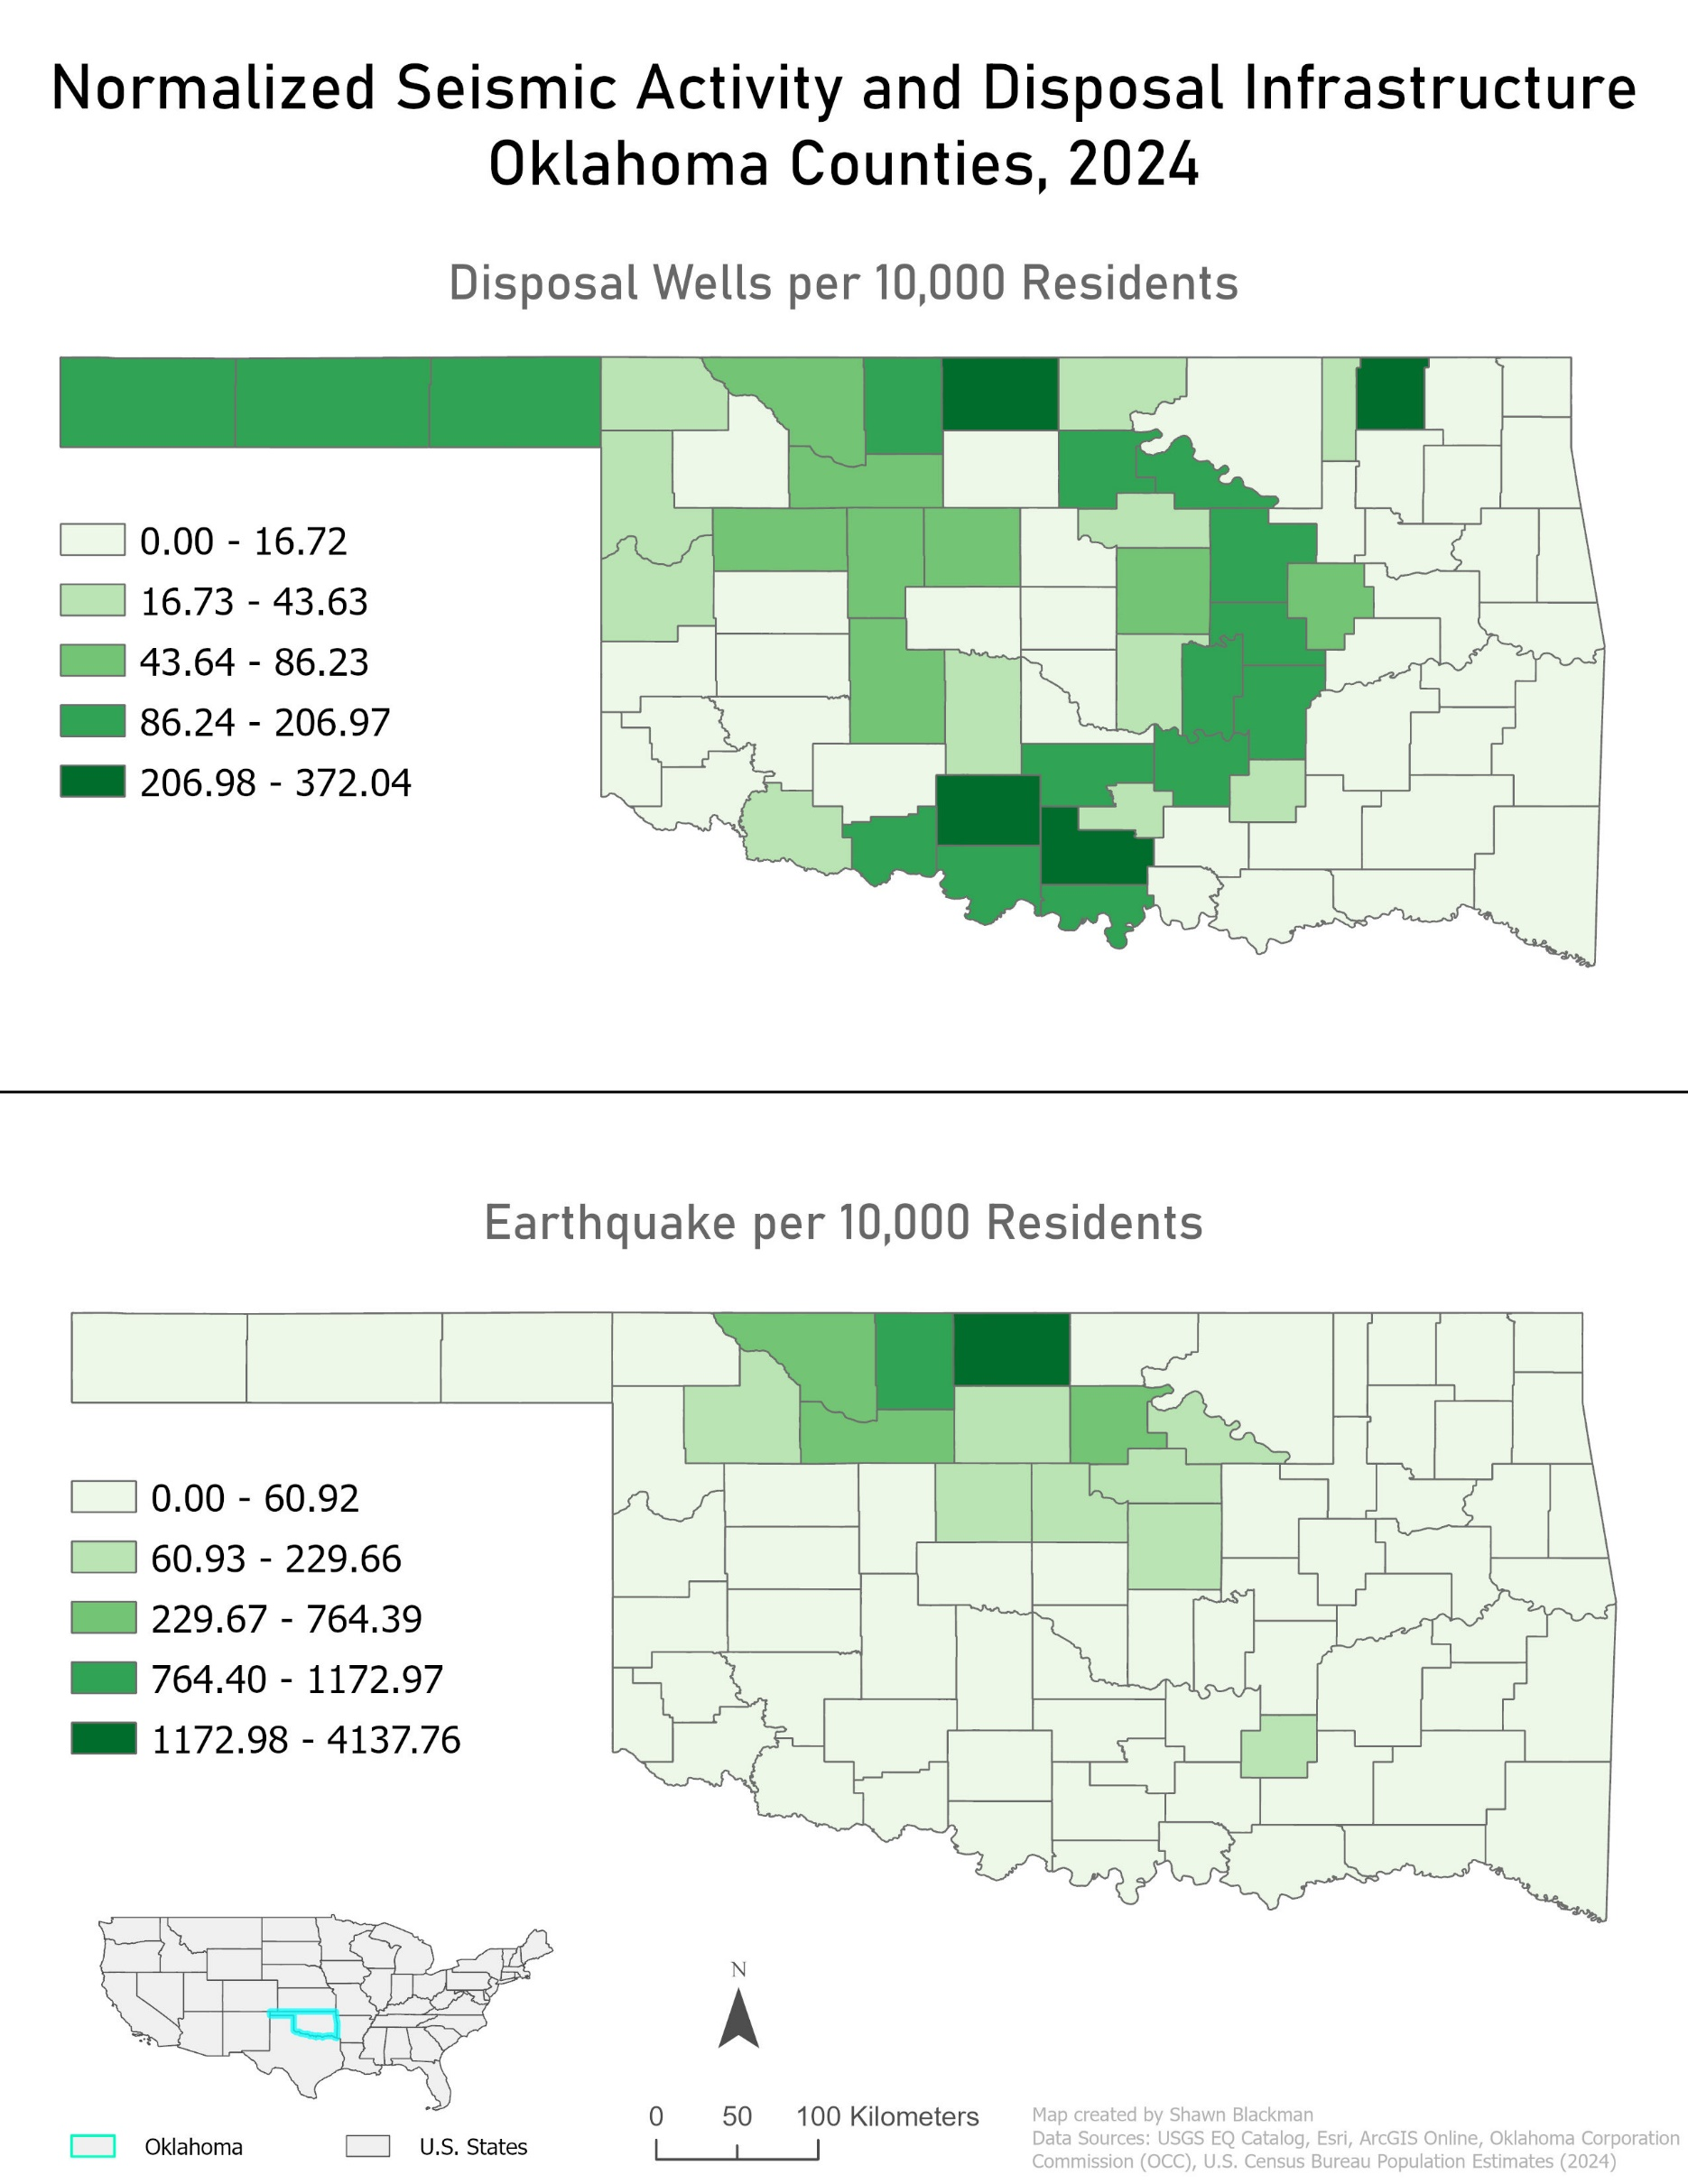 Normalized Seismic Activity and Disposal Infrastructure
Oklahoma Counties, 2024
Disposal Wells per 10,000 Residents
0.00 - 16.72
16.73 - 43.63
43.64 - 86.23
86.24 - 206.97
206.98 - 372.04
Earthquake per 10,000 Residents
0.00 - 60.92
60.93 - 229.66
229.67 - 764.39
764.40 - 1172.97
1172.98 - 4137.76
N
0 50 100 Kilometers
Oklahoma U.S. States
Map created by Shawn Blackman
Data Sources: USGS EQ Catalog, Esri, ArcGIS Online, Oklahoma Corporation
Commission (OCC), U.S. Census Bureau Population Estimates (2024)